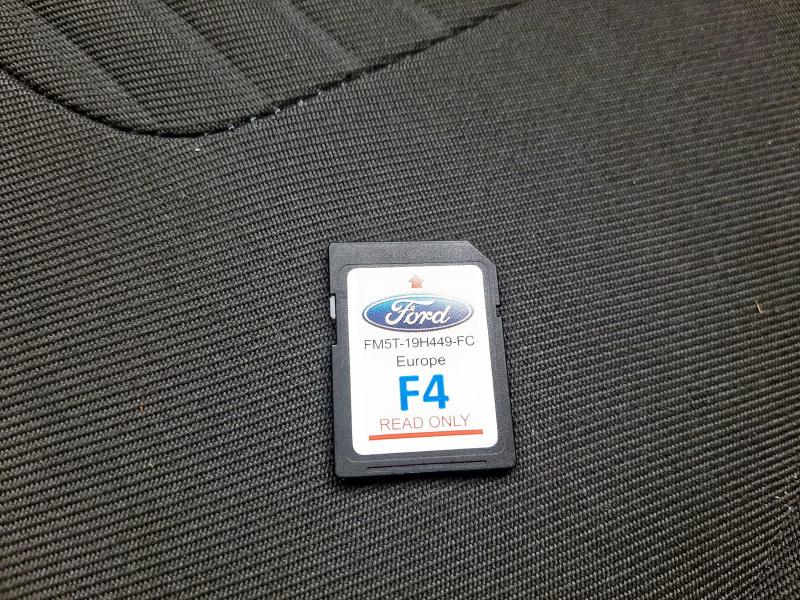 Ford
FM5T-19H449-FC
Europe
F4
READ ONLY